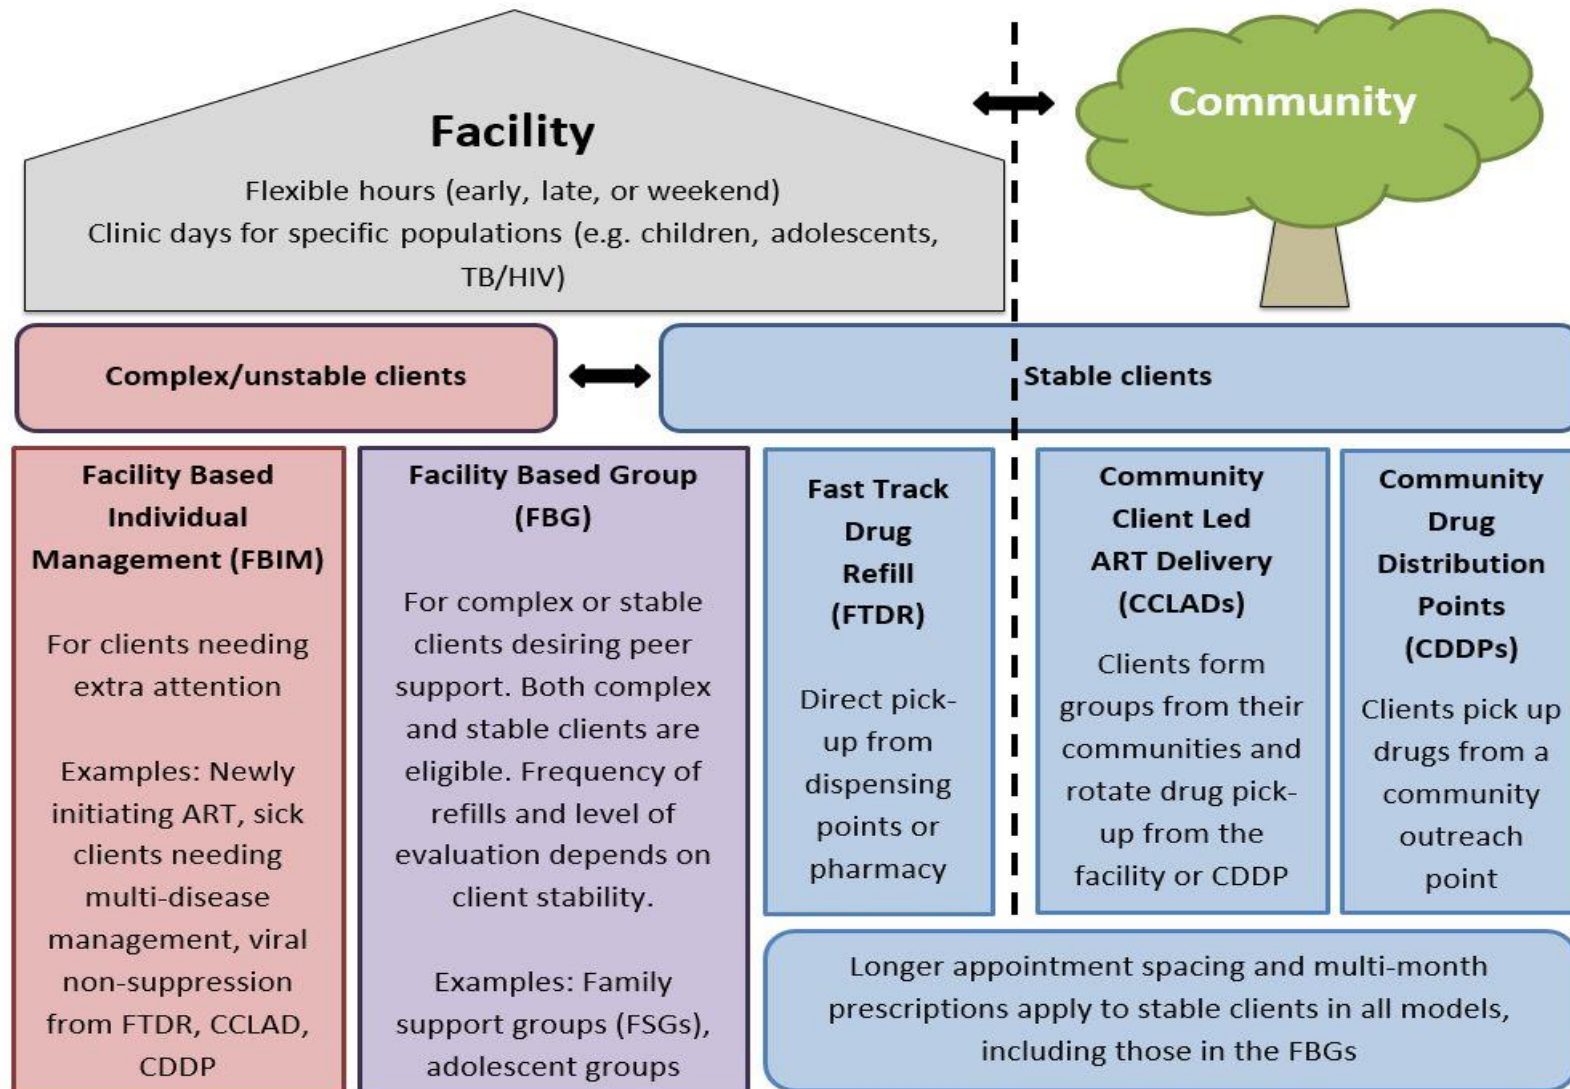 Facility
Flexible hours (early, late, or weekend)
Clinic days for specific populations (e.g. children, adolescents,
TB/HIV)
Community
Complex/unstable clients
Stable clients
Facility Based
Individual
Management (FBIM)
For clients needing
extra attention
Examples: Newly
initiating ART, sick
clients needing
multi-disease
management, viral
non-suppression
from FTDR, CCLAD,
CDDP
Facility Based Group
(FBG)
For complex or stable
clients desiring peer
support. Both complex
and stable clients are
eligible. Frequency of
refills and level of
evaluation depends on
client stability.
Examples: Family
support groups (FSGs),
adolescent groups
Fast Track
Drug
Refill
(FTDR)
Direct pick-
up from
dispensing
points or
pharmacy
Community
Client Led
ART Delivery
(CCLADs)
Clients form
groups from their
communities and
rotate drug pick-
up from the
facility or CDDP
Community
Drug
Distribution
Points
(CDDPs)
Clients pick up
drugs from a
community
outreach
point
Longer appointment spacing and multi-month
prescriptions apply to stable clients in all models,
including those in the FBGs